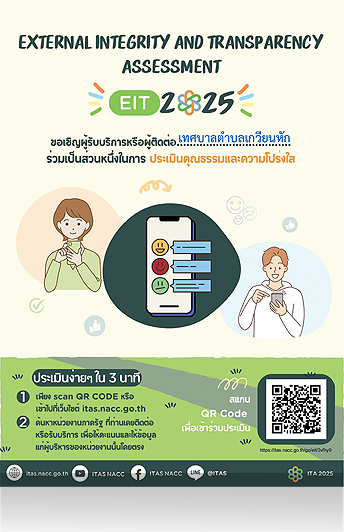 EXTERNAL INTEGRITY AND TRANSPARENCY
ASSESSMENT
EIT 2025
ขอเชิญผู้รับบริการหรือผู้ติดต่อ...เทศบาลตำบลเกวียนหัก
ร่วมเป็นส่วนหนึ่งในการ ประเมินคุณธรรมและความโปร่งใส
ประเมินง่ายๆ ใน 3 นาที
1 เพียง scan QR CODE หรือ
เข้าไปที่เว็บไซต์ itas.nacc.go.th
2 ค้นหาหน่วยงานภาครัฐ ที่ท่านเคยติดต่อ
หรือรับบริการ เพื่อให้คะแนนและให้ข้อมูล
แก่ผู้บริหารของหน่วยงานนั้นโดยตรง
สแกน
QR Code
เพื่อเข้าร่วมประเมิน
https://itas.nacc.go.th/go/eit/3vfhy9
itas.nacc.go.th
ITAS NACC
ITAS NACC
@ITAS
ITA 2025